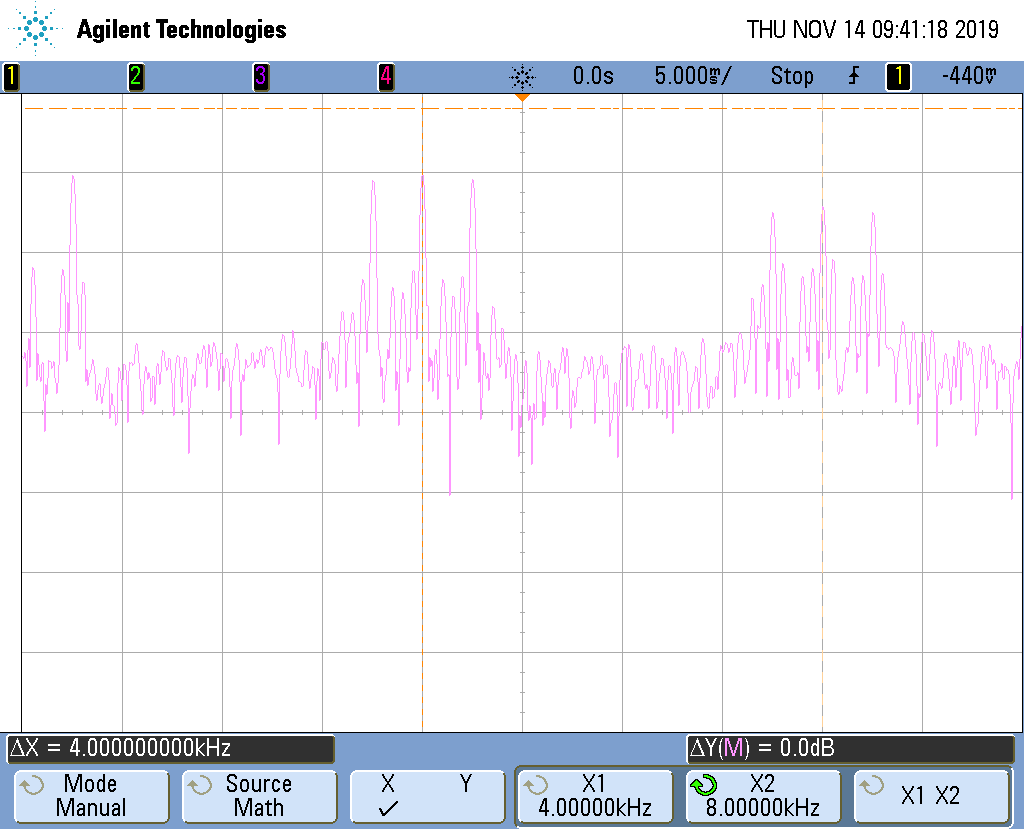 Agilent Technologies THU NOV 14 09:41:18 2019
1 2 3 4 0.0s 5.000ms/ Stop 1 -440mV
ΔX = 4.000000000kHz ΔY(M) = 0.0dB
Mode Source X Y X1 X2 X1 X2
Manual Math ✓ 4.00000kHz 8.00000kHz